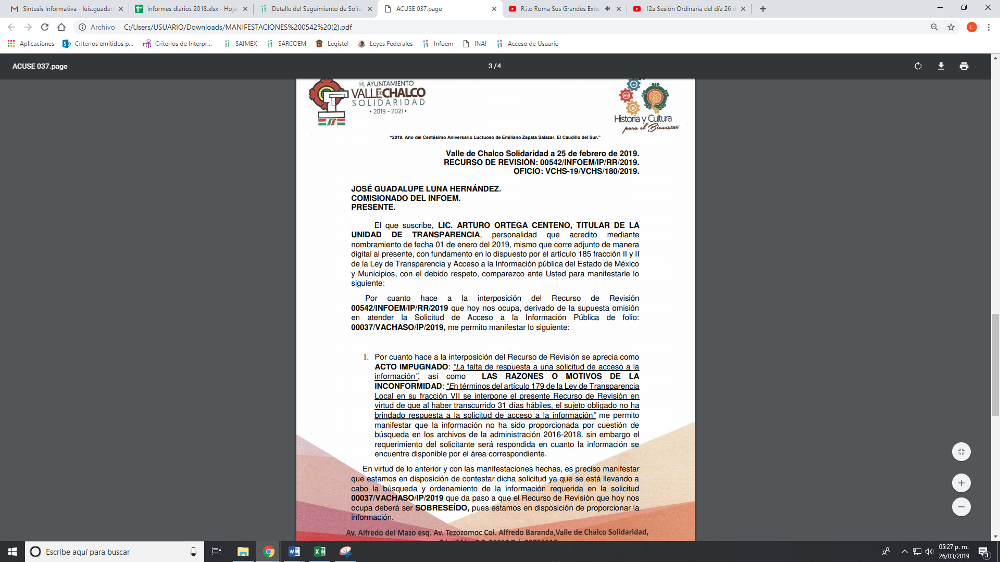 Síntesis Informativa - luis.guadar
informes diarios 2018.xlsx - Hoja
Detalle del Seguimiento de Solici
ACUSE 037.page
R.i.o Roma Sus Grandes Exito
12a Sesión Ordinaria del día 26 d
Archivo
C:/Users/USUARIO/Downloads/MANIFESTACIONES%200542%20(2).pdf
L
Aplicaciones
Criterios emitidos p...
Criterios de Interpr...
SAIMEX
SARCOEM
Legistel
Leyes Federales
Infoem
INAI
Acceso de Usuario
ACUSE 037.page
3 / 4
H. AYUNTAMIENTO
VALLE DE CHALCO
SOLIDARIDAD
• 2019 - 2021 •
Historia y Cultura
para el Bienestar
“2019. Año del Centésimo Aniversario Luctuoso de Emiliano Zapata Salazar. El Caudillo del Sur.”
Valle de Chalco Solidaridad a 25 de febrero de 2019.
RECURSO DE REVISIÓN: 00542/INFOEM/IP/RR/2019.
OFICIO: VCHS-19/VCHS/180/2019.
JOSÉ GUADALUPE LUNA HERNÁNDEZ.
COMISIONADO DEL INFOEM.
PRESENTE.
El que suscribe, LIC. ARTURO ORTEGA CENTENO, TITULAR DE LA
UNIDAD DE TRANSPARENCIA, personalidad que acredito mediante
nombramiento de fecha 01 de enero del 2019, mismo que corre adjunto de manera
digital al presente, con fundamento en lo dispuesto por el artículo 185 fracción II y II
de la Ley de Transparencia y Acceso a la Información pública del Estado de México
y Municipios, con el debido respeto, comparezco ante Usted para manifestarle lo
siguiente:
Por cuanto hace a la interposición del Recurso de Revisión
00542/INFOEM/IP/RR/2019 que hoy nos ocupa, derivado de la supuesta omisión
en atender la Solicitud de Acceso a la Información Pública de folio:
00037/VACHASO/IP/2019, me permito manifestar lo siguiente:
1. Por cuanto hace a la interposición del Recurso de Revisión se aprecia como
ACTO IMPUGNADO: “La falta de respuesta a una solicitud de acceso a la
información”, así como LAS RAZONES O MOTIVOS DE LA
INCONFORMIDAD: “En términos del artículo 179 de la Ley de Transparencia
Local en su fracción VII se interpone el presente Recurso de Revisión en
virtud de que al haber transcurrido 31 días hábiles, el sujeto obligado no ha
brindado respuesta a la solicitud de acceso a la información” me permito
manifestar que la información no ha sido proporcionada por cuestión de
búsqueda en los archivos de la administración 2016-2018. sin embargo el
requerimiento del solicitante será respondida en cuanto la información se
encuentre disponible por el área correspondiente.
En virtud de lo anterior y con las manifestaciones hechas, es preciso manifestar
que estamos en disposición de contestar dicha solicitud ya que se está llevando a
cabo la búsqueda y ordenamiento de la información requerida en la solicitud
00037/VACHASO/IP/2019 que da paso a que el Recurso de Revisión que hoy nos
ocupa deberá ser SOBRESEÍDO, pues estamos en disposición de proporcionar la
información.
Av. Alfredo del Mazo esq. Av. Tezozomoc Col. Alfredo Baranda,Valle de Chalco Solidaridad,
Escribe aquí para buscar
05:27 p. m.
26/03/2019
3